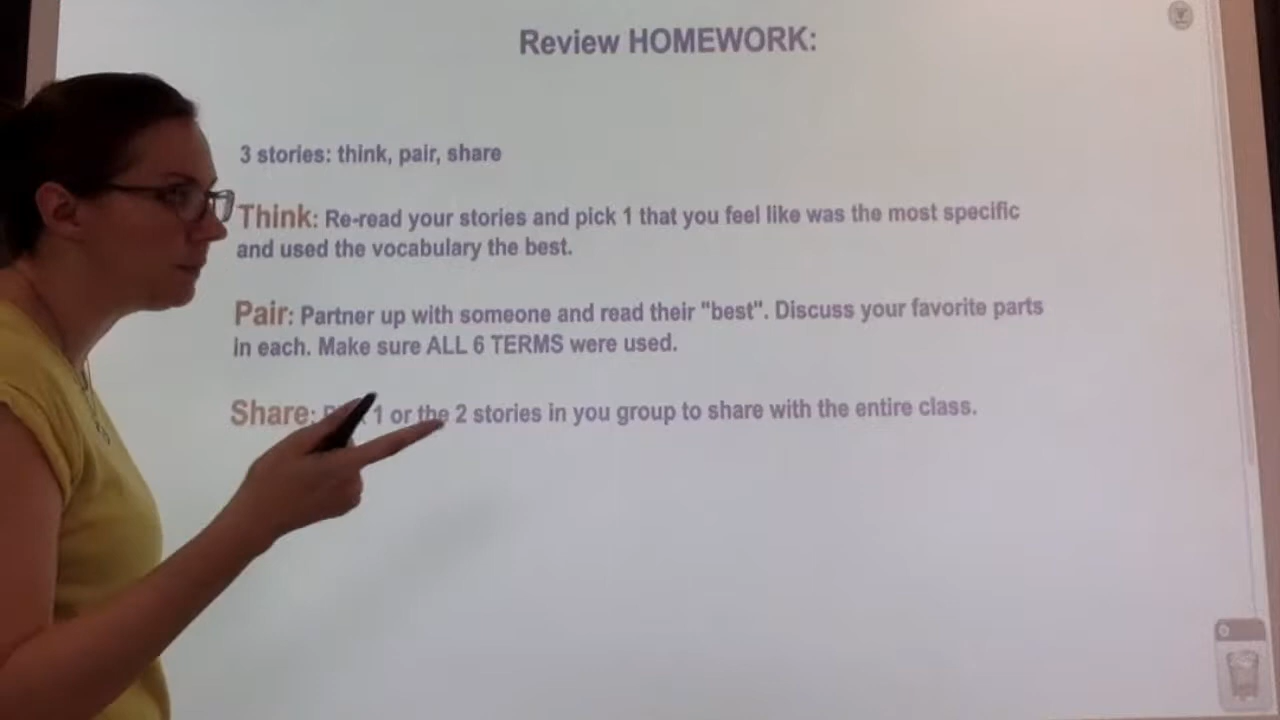 Review HOMEWORK:
3 stories: think, pair, share
Think: Re-read your stories and pick 1 that you feel like was the most specific
and used the vocabulary the best.
Pair: Partner up with someone and read their "best". Discuss your favorite parts
in each. Make sure ALL 6 TERMS were used.
Share: 1 or the 2 stories in you group to share with the entire class.